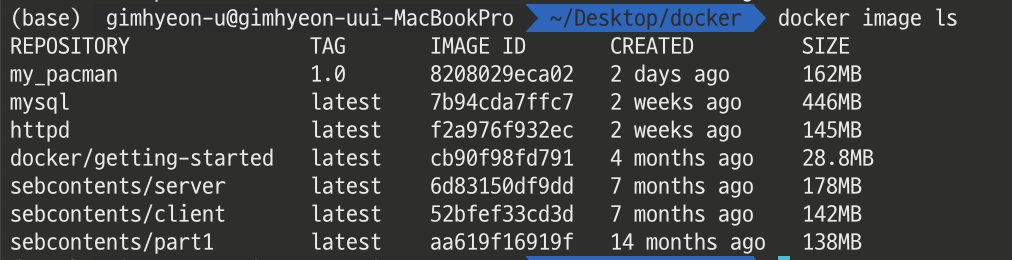 (base) gimhyeon-u@gimhyeon-uui-MacBookPro ~/Desktop/docker docker image ls
REPOSITORY TAG IMAGE ID CREATED SIZE
my_pacman 1.0 8208029eca02 2 days ago 162MB
mysql latest 7b94cda7ffc7 2 weeks ago 446MB
httpd latest f2a976f932ec 2 weeks ago 145MB
docker/getting-started latest cb90f98fd791 4 months ago 28.8MB
sebcontents/server latest 6d83150df9dd 7 months ago 178MB
sebcontents/client latest 52bfef33cd3d 7 months ago 142MB
sebcontents/part1 latest aa619f16919f 14 months ago 138MB